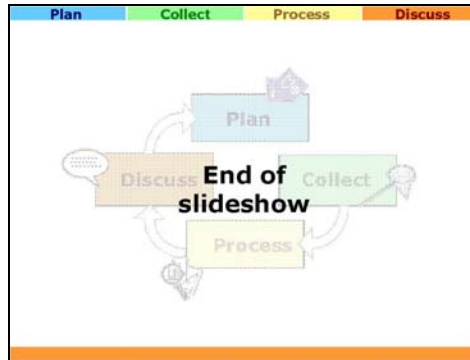 Plan Collect Process Discuss
Plan
Discuss
End of
slideshow
Collect
Process